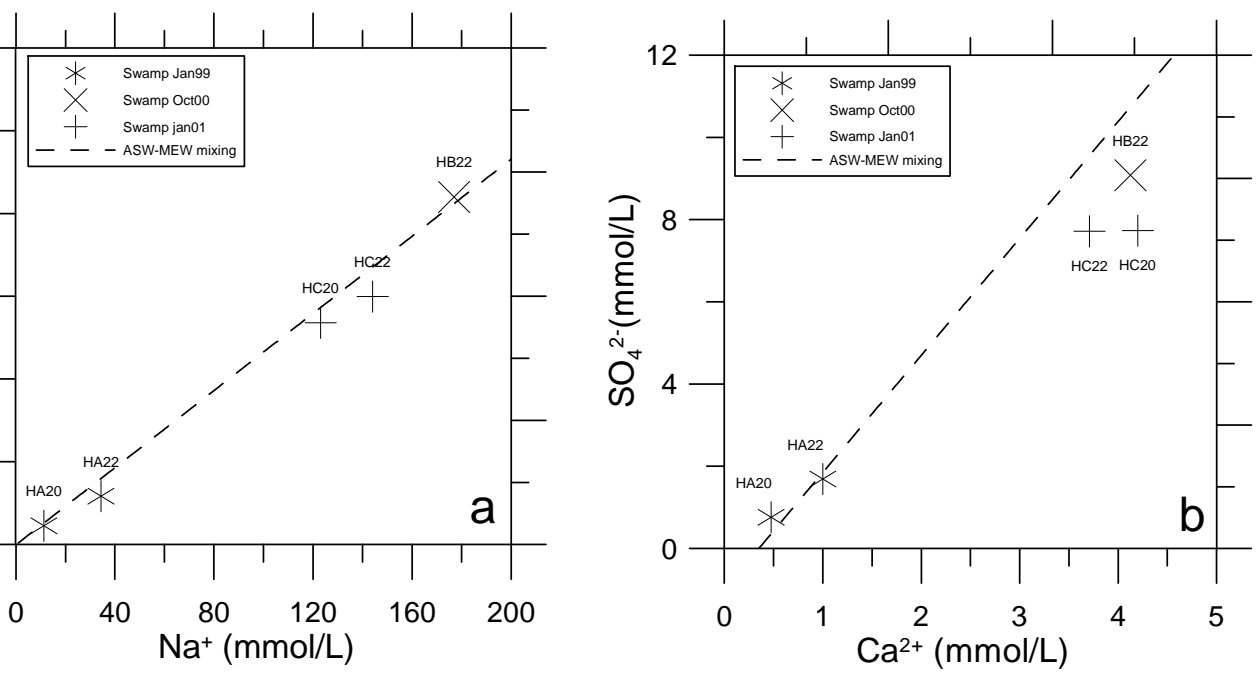 Swamp Jan99
Swamp Oct00
Swamp jan01
ASW-MEW mixing
HB22
HC22
HC20
HA22
HA20
a
0 40 80 120 160 200
Na⁺ (mmol/L)
12
8
4
0
SO₄²⁻(mmol/L)
Swamp Jan99
Swamp Oct00
Swamp Jan01
ASW-MEW mixing
HB22
HC22 HC20
HA22
HA20
b
0 1 2 3 4 5
Ca²⁺ (mmol/L)